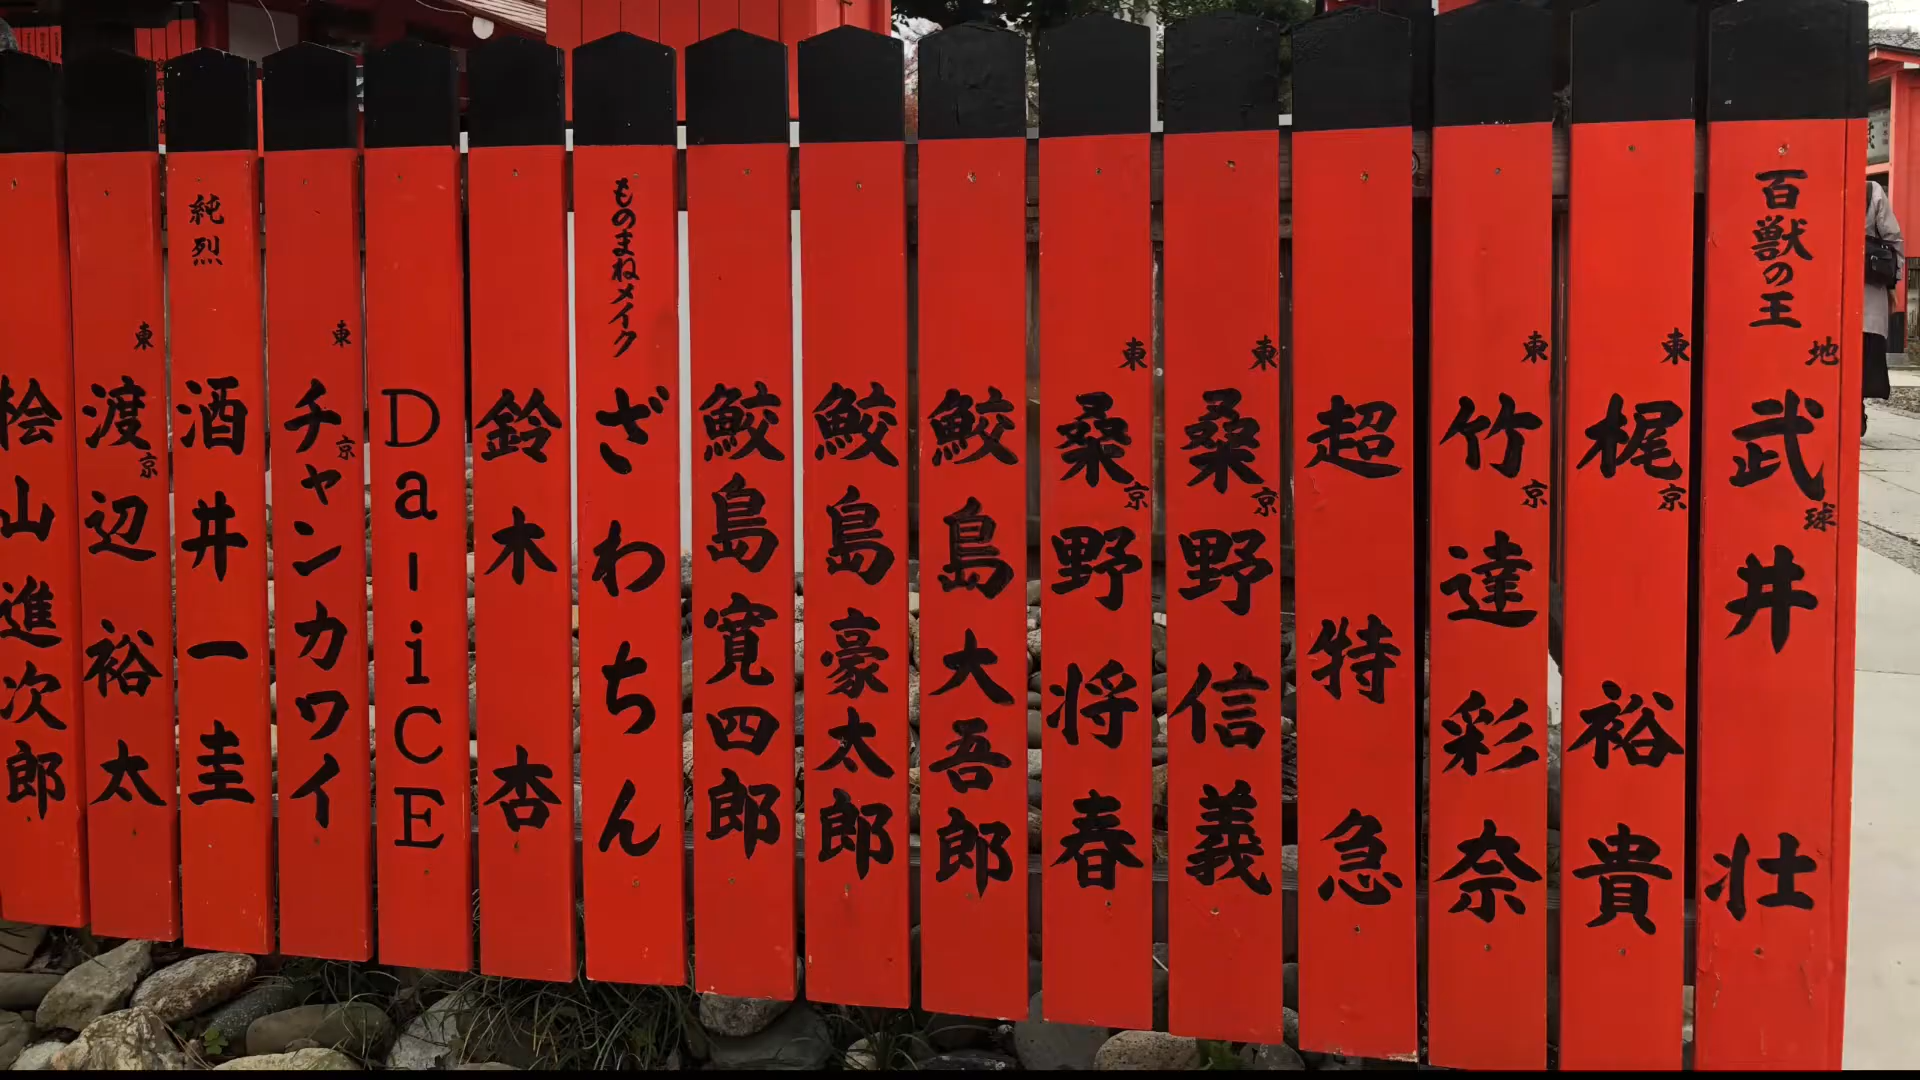 百獣の王
地球
武井壮
東京
梶裕貴
東京
竹達彩奈
超特急
東京
桑野信義
東京
桑野将春
鮫島大吾郎
鮫島豪太郎
鮫島寛四郎
ものまねメイク
ざわちん
鈴木杏
Da-iCE
東京
チャンカワイ
純烈
酒井一圭
東京
渡辺裕太
桧山進次郎